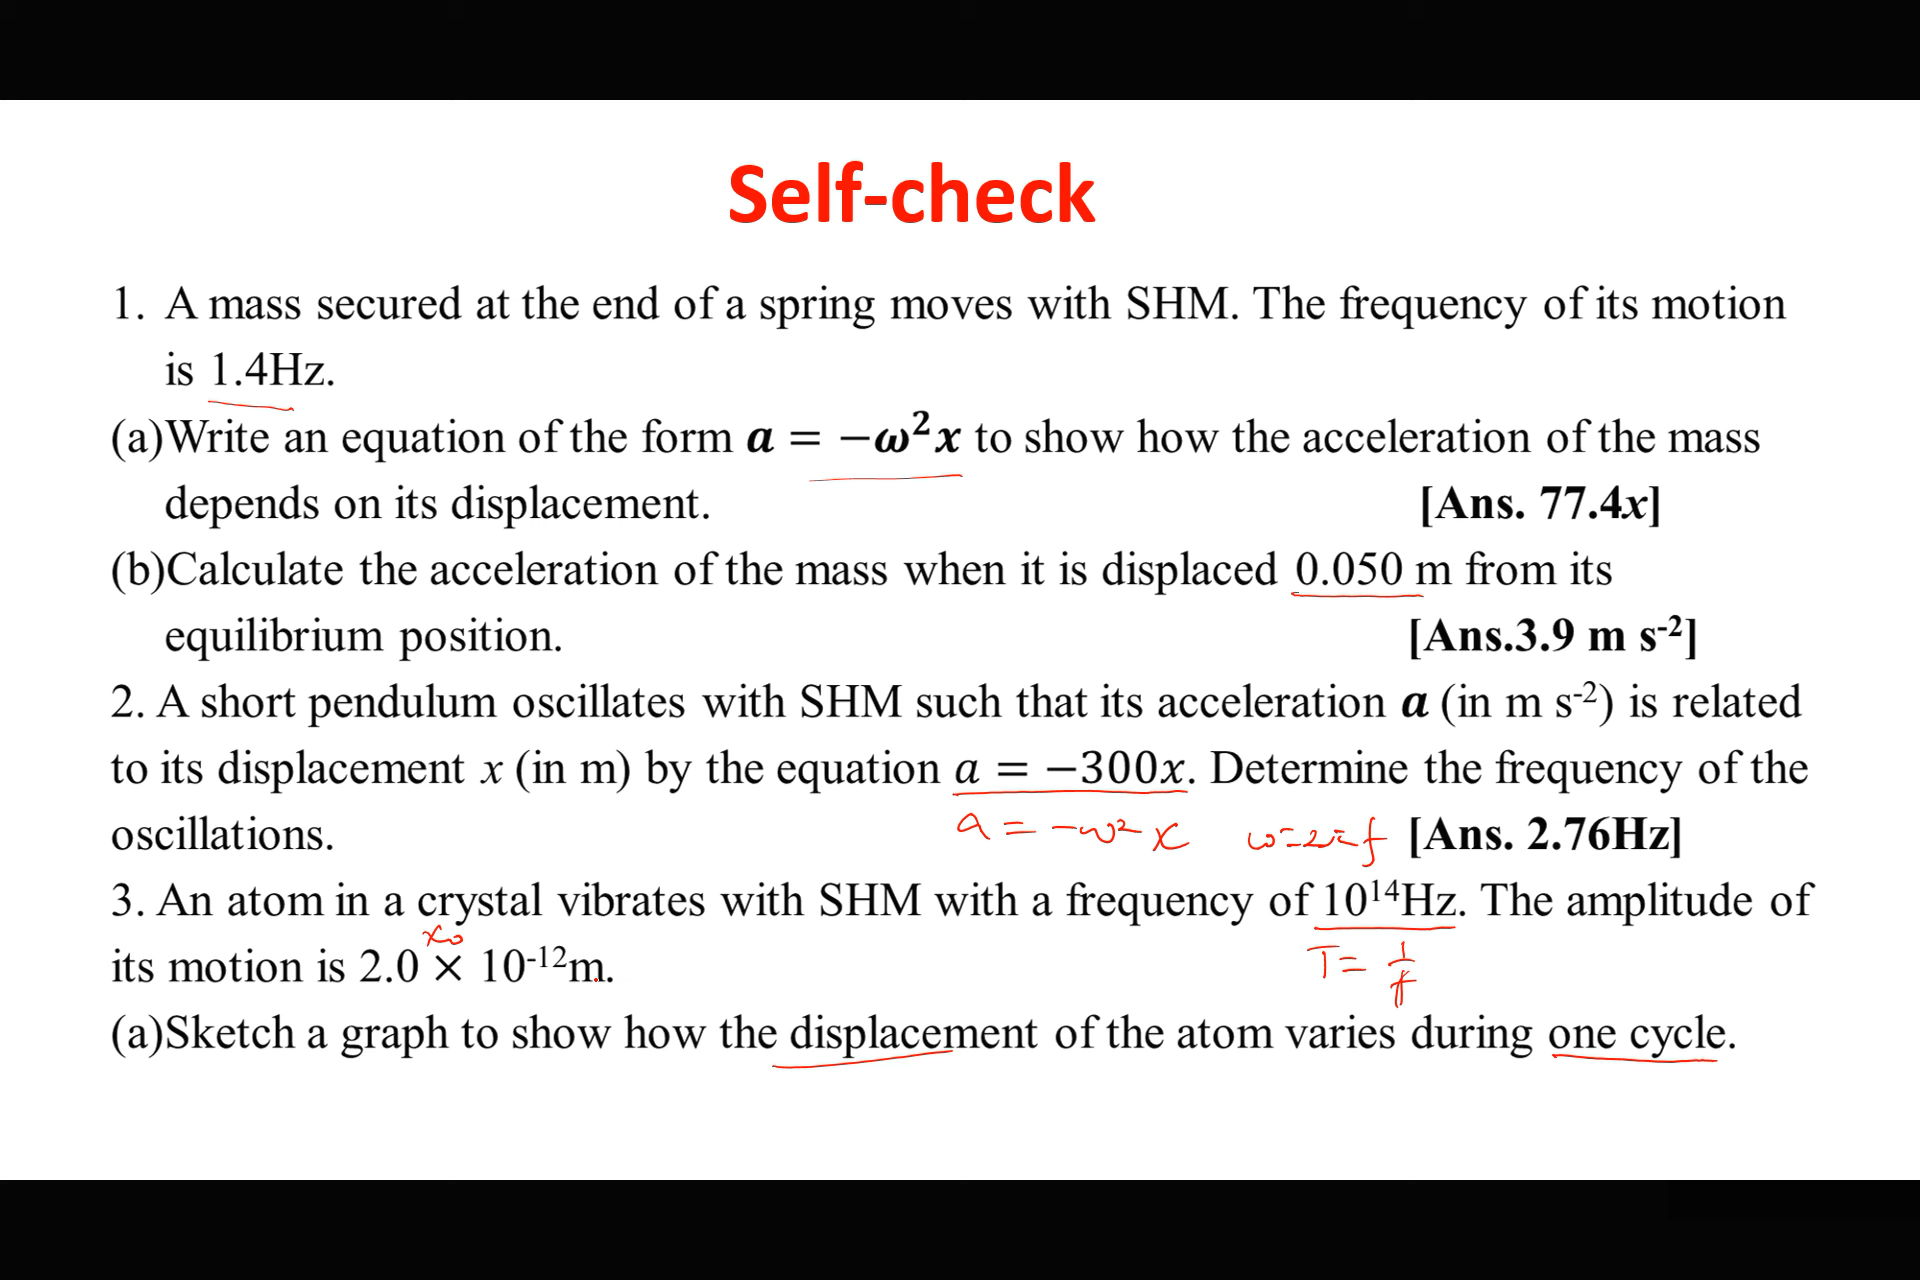 Self-check
1. A mass secured at the end of a spring moves with SHM. The frequency of its motion
is 1.4Hz.
(a)Write an equation of the form a = −ω²x to show how the acceleration of the mass
depends on its displacement. [Ans. 77.4x]
(b)Calculate the acceleration of the mass when it is displaced 0.050 m from its
equilibrium position. [Ans.3.9 m s⁻²]
2. A short pendulum oscillates with SHM such that its acceleration a (in m s⁻²) is related
to its displacement x (in m) by the equation a = −300x. Determine the frequency of the
oscillations. a = −ω² x ω=2πf [Ans. 2.76Hz]
3. An atom in a crystal vibrates with SHM with a frequency of 10¹⁴Hz. The amplitude of
x₀
its motion is 2.0 × 10⁻¹²m. T = 1/f
(a)Sketch a graph to show how the displacement of the atom varies during one cycle.